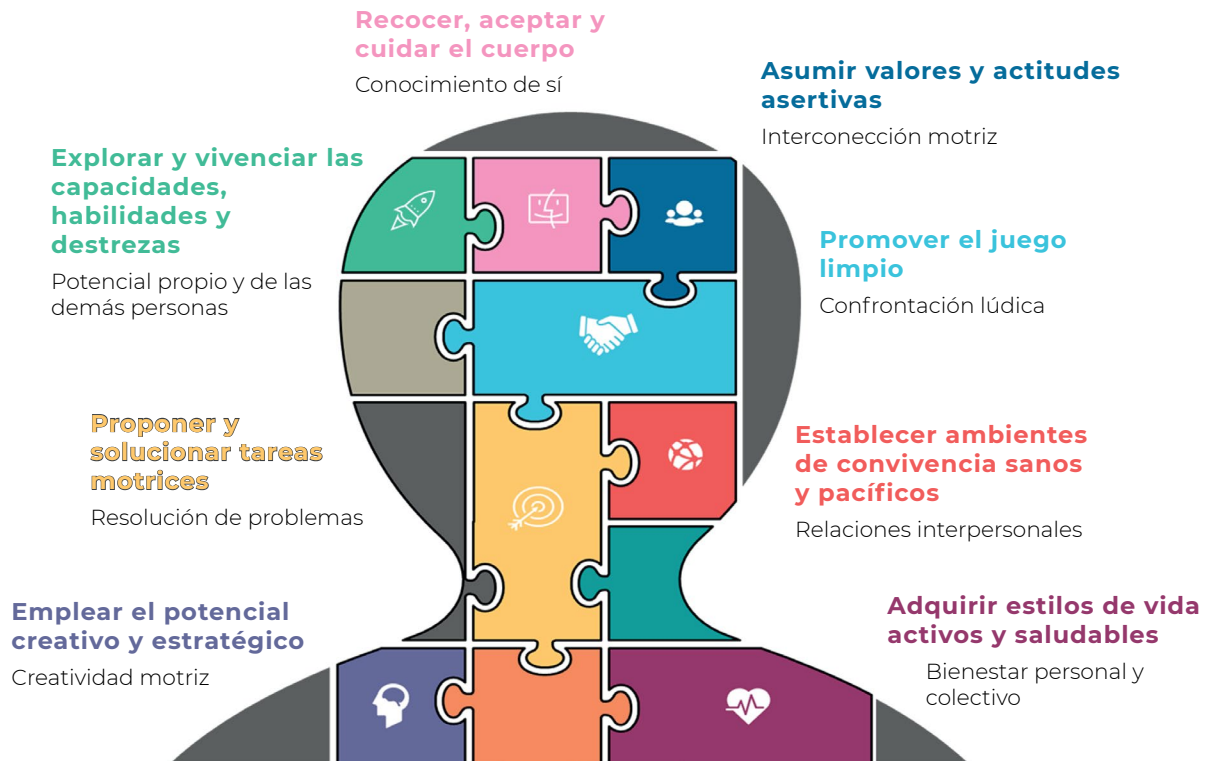 Recocer, aceptar y
cuidar el cuerpo
Conocimiento de sí
Asumir valores y actitudes
asertivas
Interconección motriz
Explorar y vivenciar las
capacidades,
habilidades y
destrezas
Potencial propio y de las
demás personas
Promover el juego
limpio
Confrontación lúdica
Proponer y
solucionar tareas
motrices
Resolución de problemas
Establecer ambientes
de convivencia sanos
y pacíficos
Relaciones interpersonales
Emplear el potencial
creativo y estratégico
Creatividad motriz
Adquirir estilos de vida
activos y saludables
Bienestar personal y
colectivo